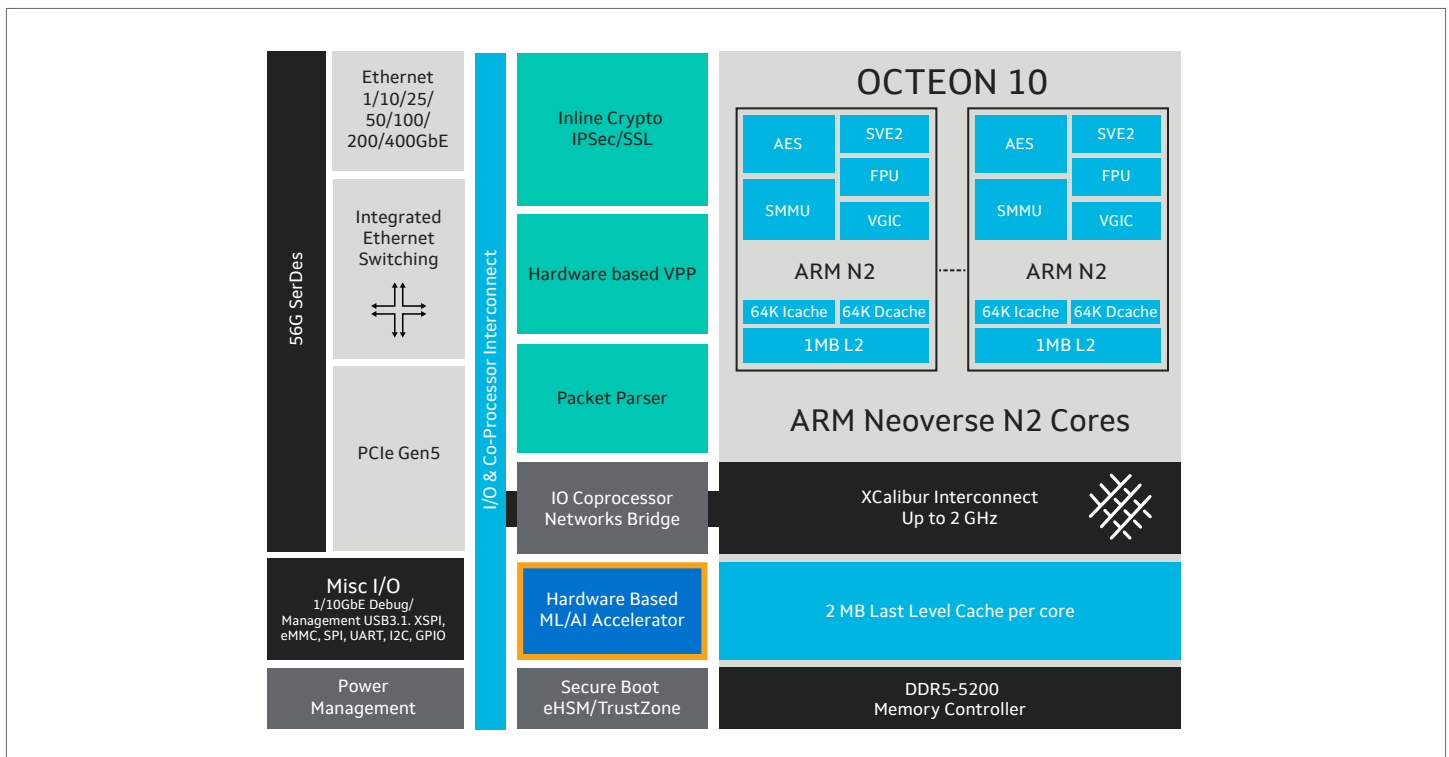 56G SerDes
Ethernet
1/10/25/
50/100/
200/400GbE
Integrated
Ethernet
Switching
PCIe Gen5
Misc I/O
1/10GbE Debug/
Management USB3.1. XSPI,
eMMC, SPI, UART, I2C, GPIO
Power
Management
I/O & Co-Processor Interconnect
Inline Crypto
IPSec/SSL
Hardware based VPP
Packet Parser
IO Coprocessor
Networks Bridge
Hardware Based
ML/AI Accelerator
Secure Boot
eHSM/TrustZone
OCTEON 10
AES
SVE2
FPU
SMMU
VGIC
ARM N2
64K Icache
64K Dcache
1MB L2
AES
SVE2
FPU
SMMU
VGIC
ARM N2
64K Icache
64K Dcache
1MB L2
ARM Neoverse N2 Cores
XCalibur Interconnect
Up to 2 GHz
2 MB Last Level Cache per core
DDR5-5200
Memory Controller